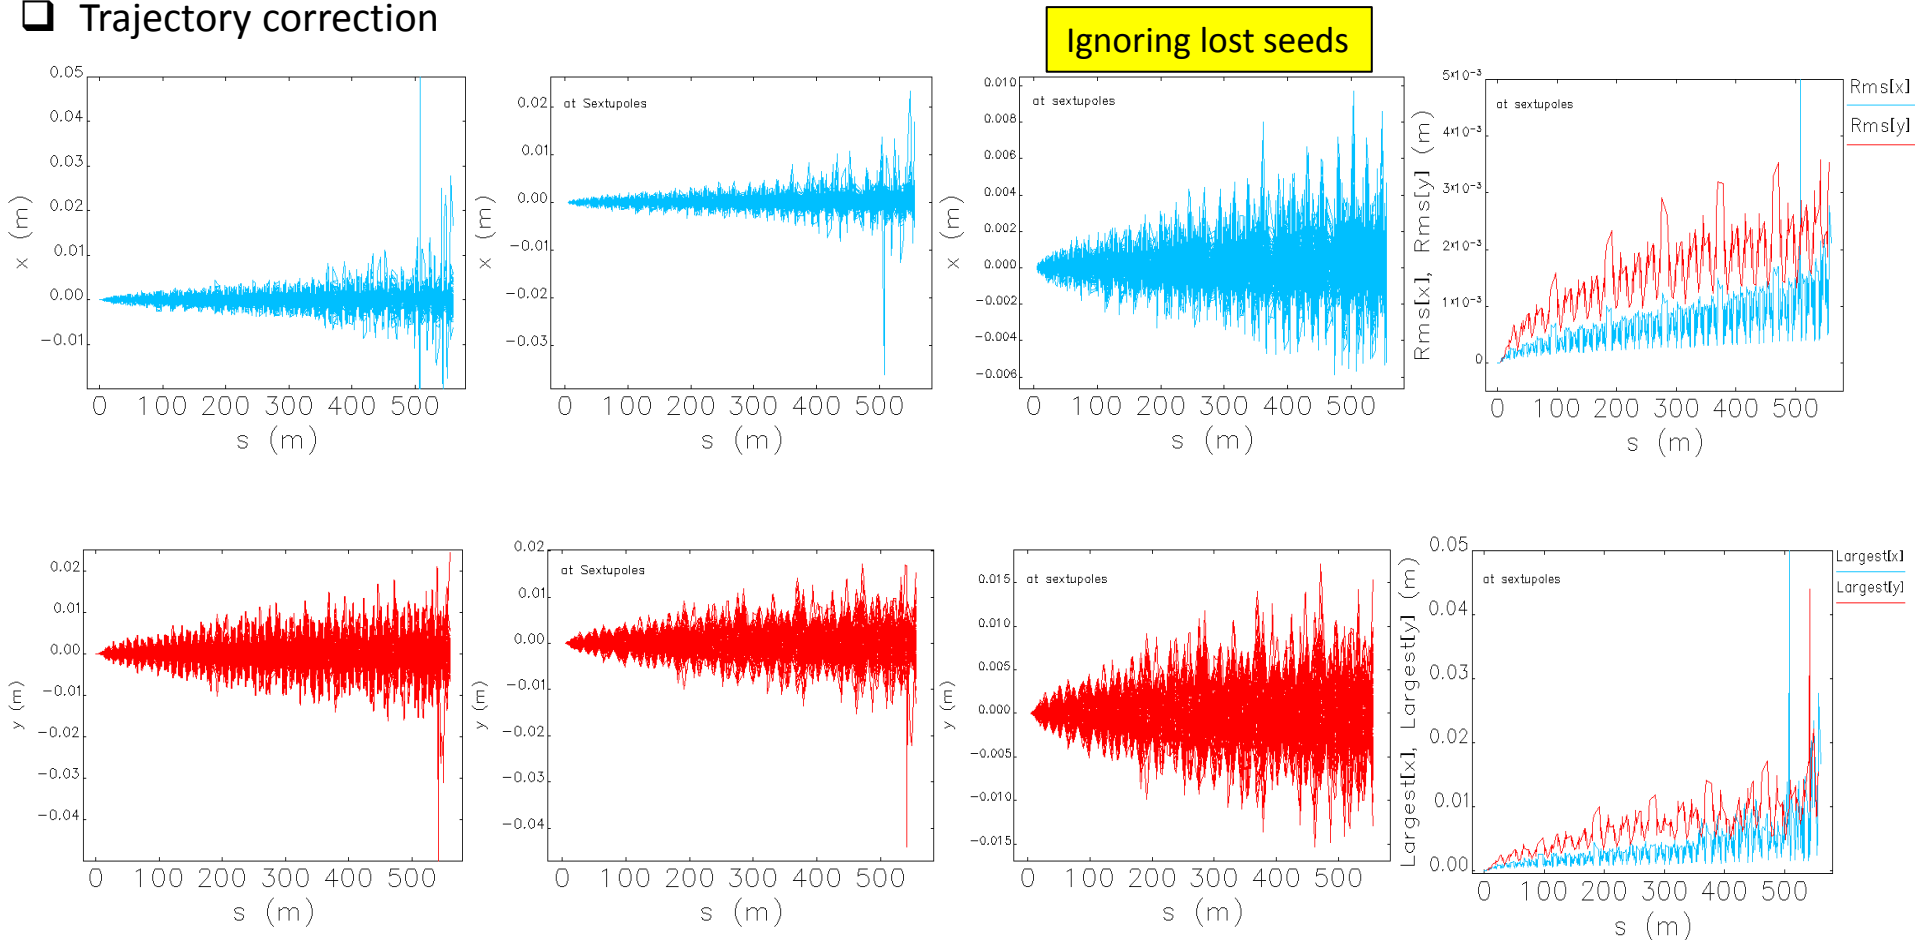 ❑ Trajectory correction
Ignoring lost seeds
0.05
0.04
0.03
0.02
0.01
0.00
−0.01
x (m)
0 100 200 300 400 500
s (m)
at Sextupoles
0.02
0.01
0.00
−0.01
−0.02
−0.03
x (m)
0 100 200 300 400 500
s (m)
at sextupoles
0.010
0.008
0.006
0.004
0.002
0.000
−0.002
−0.004
−0.006
x (m)
0 100 200 300 400 500
s (m)
at sextupoles
5×10⁻³
4×10⁻³
3×10⁻³
2×10⁻³
1×10⁻³
0
Rms[x], Rms[y] (m)
0 100 200 300 400 500
s (m)
Rms[x]
Rms[y]
0.02
0.01
0.00
−0.01
−0.02
−0.03
−0.04
y (m)
0 100 200 300 400 500
s (m)
at Sextupoles
0.02
0.01
0.00
−0.01
−0.02
−0.03
−0.04
y (m)
0 100 200 300 400 500
s (m)
at sextupoles
0.015
0.010
0.005
0.000
−0.005
−0.010
−0.015
y (m)
0 100 200 300 400 500
s (m)
at sextupoles
0.05
0.04
0.03
0.02
0.01
0.00
Largest[x], Largest[y] (m)
0 100 200 300 400 500
s (m)
Largest[x]
Largest[y]